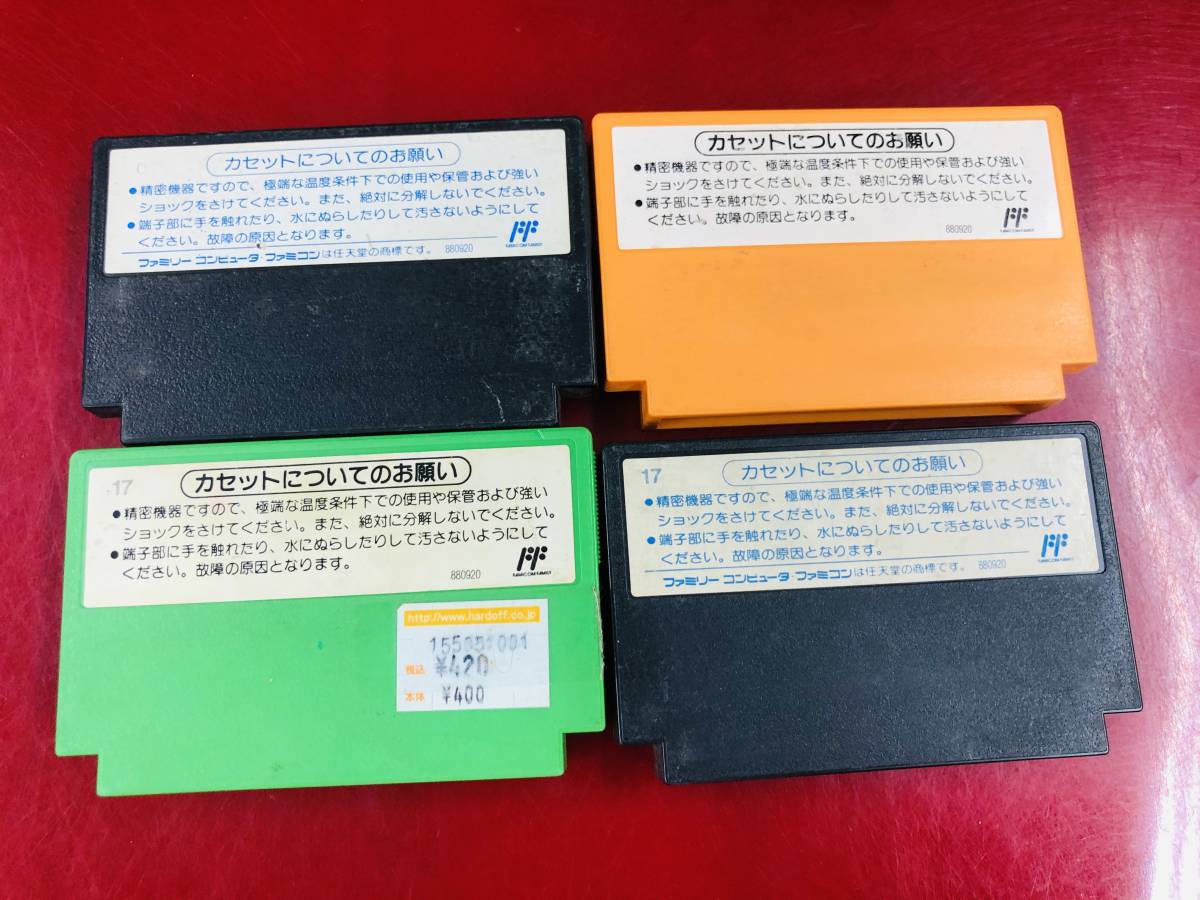 カセットについてのお願い
●精密機器ですので、極端な温度条件下での使用や保管および強い
ショックをさけてください。また、絶対に分解しないでください。
●端子部に手を触れたり、水にぬらしたりして汚さないようにして
ください。故障の原因となります。
ファミリー コンピュータ・ファミコンは任天堂の商標です。 880920
カセットについてのお願い
●精密機器ですので、極端な温度条件下での使用や保管および強い
ショックをさけてください。また、絶対に分解しないでください。
●端子部に手を触れたり、水にぬらしたりして汚さないようにして
ください。故障の原因となります。
880920
17
カセットについてのお願い
●精密機器ですので、極端な温度条件下での使用や保管および強い
ショックをさけてください。また、絶対に分解しないでください。
●端子部に手を触れたり、水にぬらしたりして汚さないようにして
ください。故障の原因となります。
880920
http://www.hardoff.co.jp
税込 ¥420
本体 ¥400
17
カセットについてのお願い
●精密機器ですので、極端な温度条件下での使用や保管および強い
ショックをさけてください。また、絶対に分解しないでください。
●端子部に手を触れたり、水にぬらしたりして汚さないようにして
ください。故障の原因となります。
ファミリー コンピュータ・ファミコンは任天堂の商標です。 880920